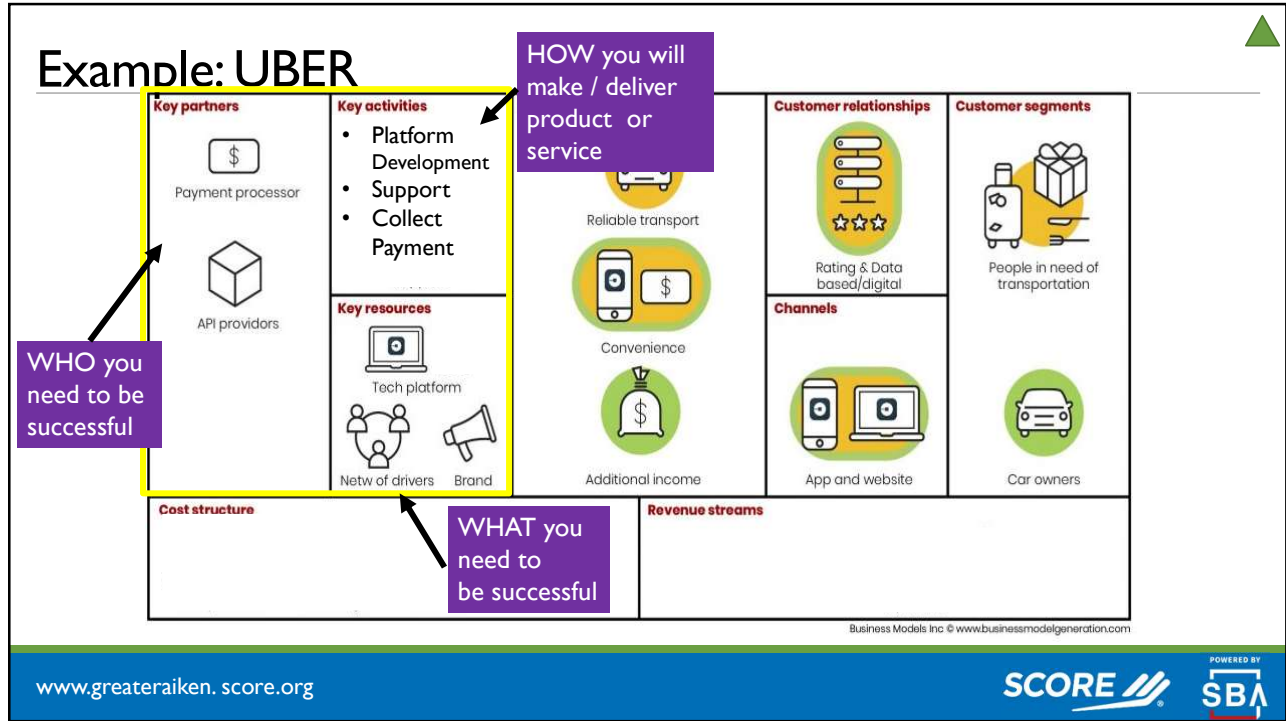 Example: UBER
HOW you will
make / deliver
product or
service
Key partners
Payment processor
API providors
WHO you
need to be
successful
Key activities
• Platform
Development
• Support
• Collect
Payment
Key resources
Tech platform
Netw of drivers
Brand
WHAT you
need to
be successful
$
Reliable transport
$
Convenience
$
Additional income
Customer relationships
Rating & Data
based/digital
Channels
App and website
Customer segments
People in need of
transportation
Car owners
Cost structure
Revenue streams
Business Models Inc © www.businessmodelgeneration.com
www.greateraiken. score.org
SCORE
POWERED BY
SBA